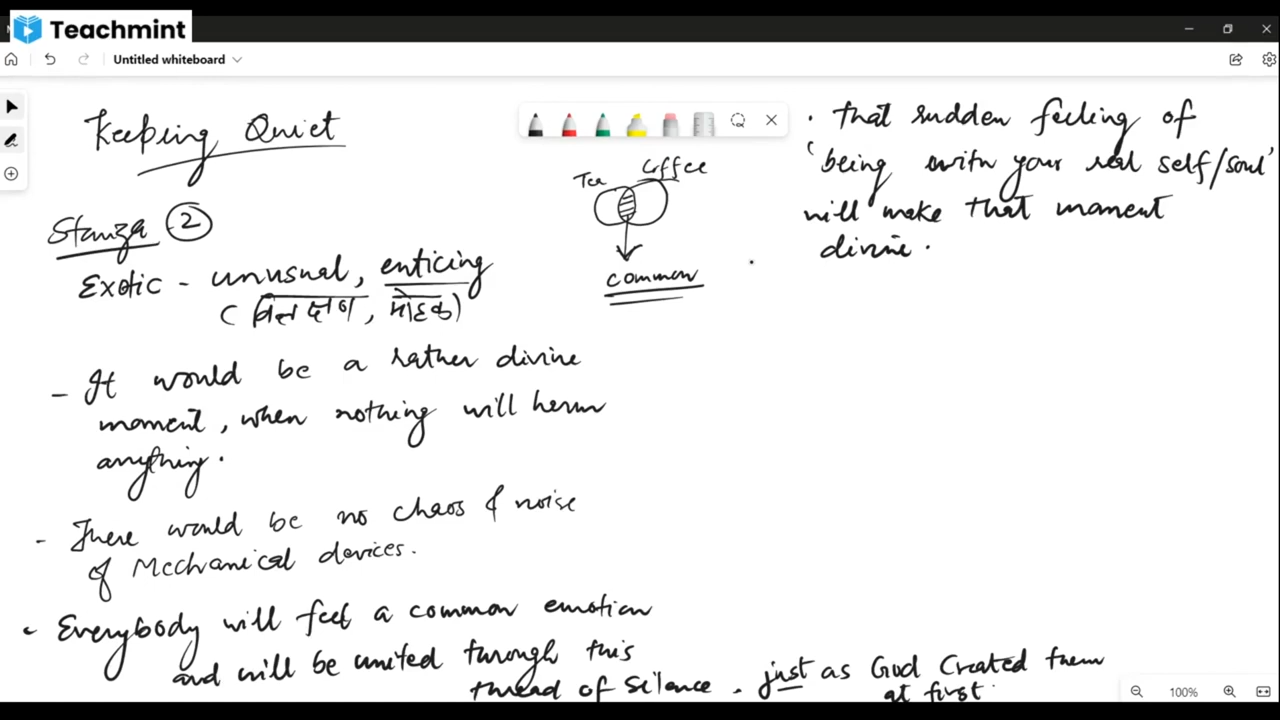 Teachmint
Untitled whiteboard
Keeping Quiet
Stanza 2
Exotic - unusual, enticing
( विलक्षण, मोहक)
Tea Coffee
common
- It would be a rather divine
moment, when nothing will harm
anything.
- There would be no chaos & noise
of Mechanical devices.
Everybody will feel a common emotion
and will be united through this
thread of silence. just as God Created them
at first.
. that sudden feeling of
'being with your real self/soul'
will make that moment
divine.
100%